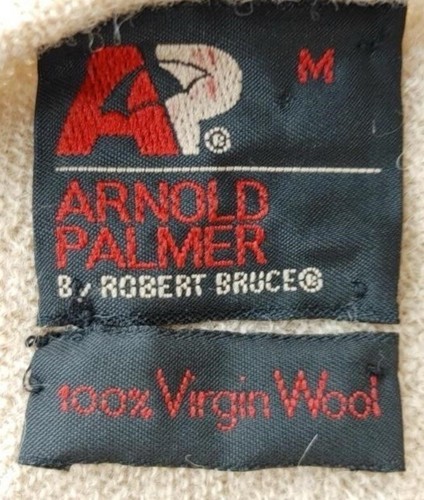 AP® M
ARNOLD
PALMER
By ROBERT BRUCE®
100% Virgin Wool